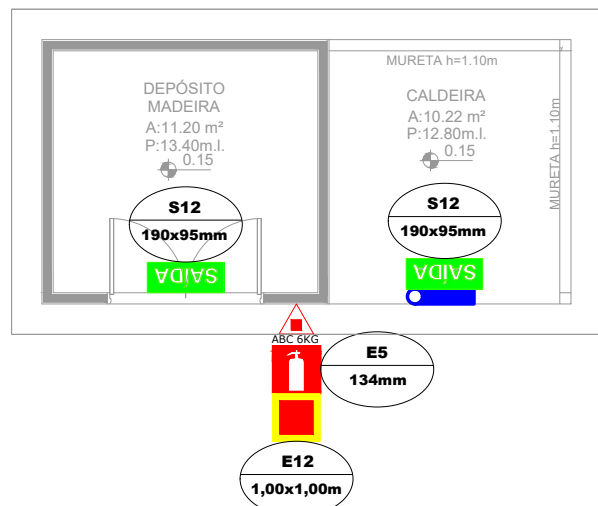 MURETA h=1.10m
DEPÓSITO
MADEIRA
A:11.20 m²
P:13.40m.l.
0.15
CALDEIRA
A:10.22 m²
P:12.80m.l.
0.15
MURETA h=1.10m
S12
190x95mm
SAÍDA
S12
190x95mm
SAÍDA
ABC 6KG
E5
134mm
E12
1,00x1,00m